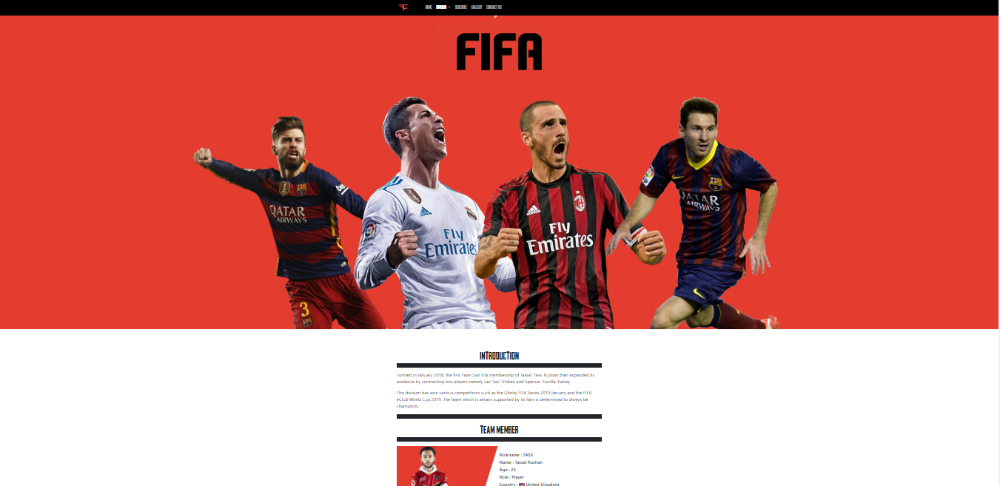 HOME DIVISION SCHEDULE GALLERY CONTACT US
FIFA
QATAR
AIRWAYS
3
Fly
Emirates
adidas
Fly
Emirates
QATAR
AIRWAYS
INTRODUCTION
Formed in January 2018, the first Faze Clan Fifa membership of Tassal 'Tass' Rushan then expanded its
existence by contracting two players namely Lev 'Lev' Vinken and Spencer 'Gorilla' Ealing.
This division has won various competitions such as the Gfinity FIFA Series 2019 January and the FIFA
eClub World Cup 2019. The team which is always supported by its fans is determined to always be
champions.
TEAM MEMBER
Nickname : TASS
Name : Tassal Rushan
Age : 25
Role : Player
Country : United Kingdom